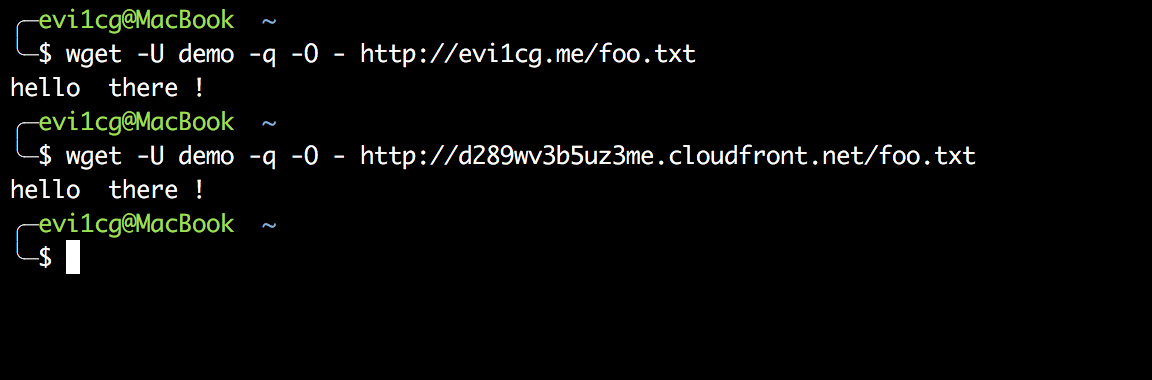 evi1cg@MacBook ~
$ wget -U demo -q -O - http://evi1cg.me/foo.txt
hello  there !
evi1cg@MacBook ~
$ wget -U demo -q -O - http://d289wv3b5uz3me.cloudfront.net/foo.txt
hello  there !
evi1cg@MacBook ~
$